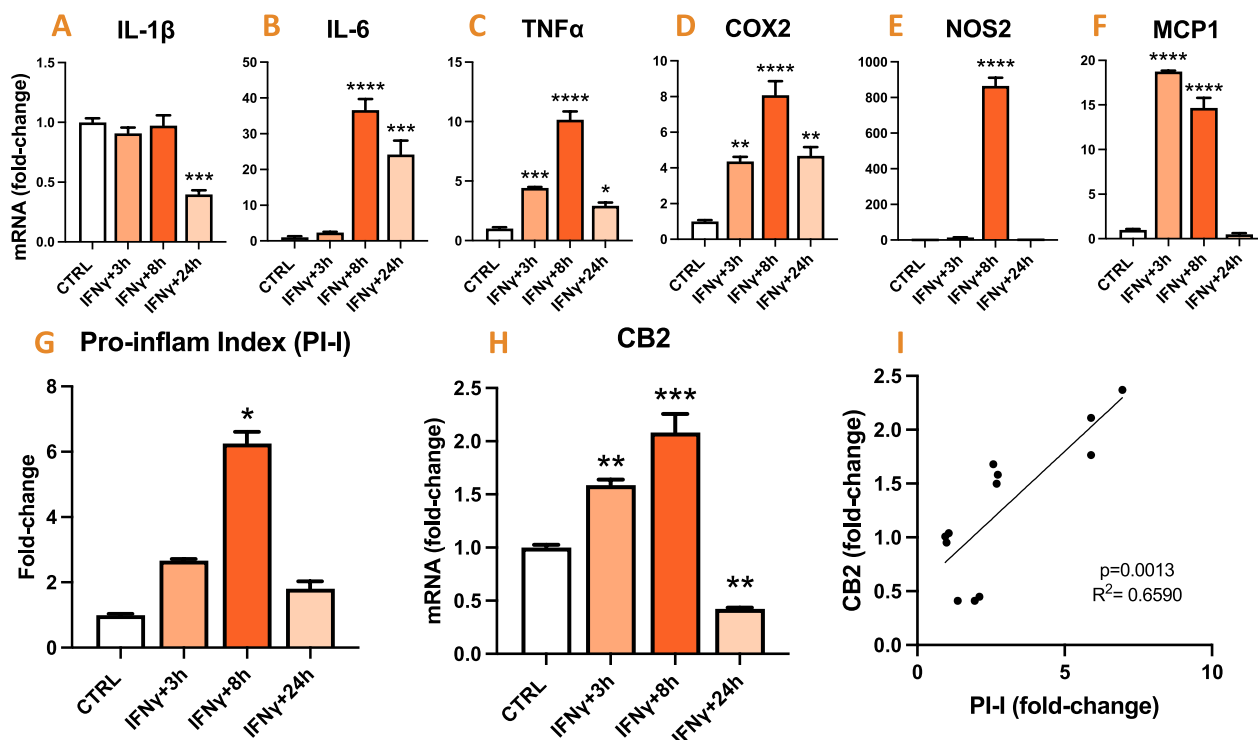 A IL-1β
B IL-6
C TNFα
D COX2
E NOS2
F MCP1
mRNA (fold-change)
1.5
1.0
0.5
0.0
CTRL
IFNγ+3h
IFNγ+8h
IFNγ+24h
***
50
40
30
20
10
0
CTRL
IFNγ+3h
IFNγ+8h
IFNγ+24h
****
***
15
10
5
0
CTRL
IFNγ+3h
IFNγ+8h
IFNγ+24h
***
****
*
10
8
6
4
2
0
CTRL
IFNγ+3h
IFNγ+8h
IFNγ+24h
**
****
**
1000
800
600
400
200
0
CTRL
IFNγ+3h
IFNγ+8h
IFNγ+24h
****
20
15
10
5
0
CTRL
IFNγ+3h
IFNγ+8h
IFNγ+24h
****
****
G Pro-inflam Index (PI-I)
Fold-change
8
6
4
2
0
CTRL
IFNγ+3h
IFNγ+8h
IFNγ+24h
*
H CB2
mRNA (fold-change)
2.5
2.0
1.5
1.0
0.5
0.0
CTRL
IFNγ+3h
IFNγ+8h
IFNγ+24h
**
***
**
I
CB2 (fold-change)
2.5
2.0
1.5
1.0
0.5
0.0
0 5 10
PI-I (fold-change)
p=0.0013
R²= 0.6590